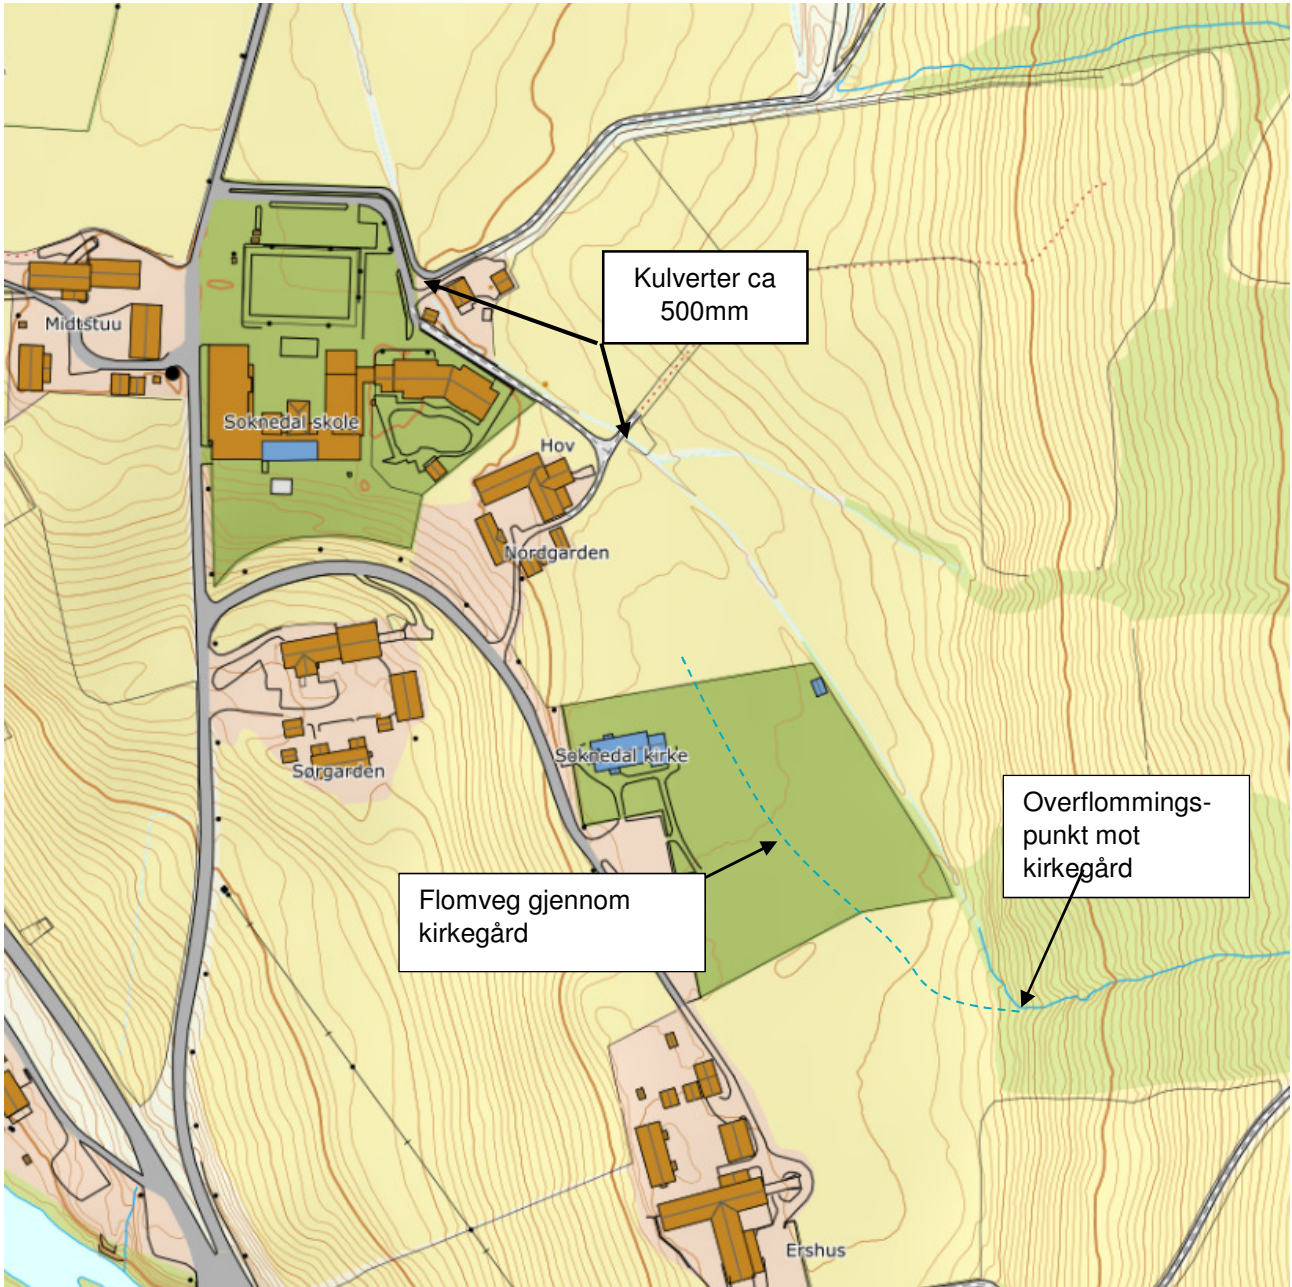 Kulverter ca
500mm
Midtstuu
Soknedal skole
Hov
Nordgarden
Soknedal kirke
Sørgarden
Overflommings-
punkt mot
kirkegård
Flomveg gjennom
kirkegård
Ershus